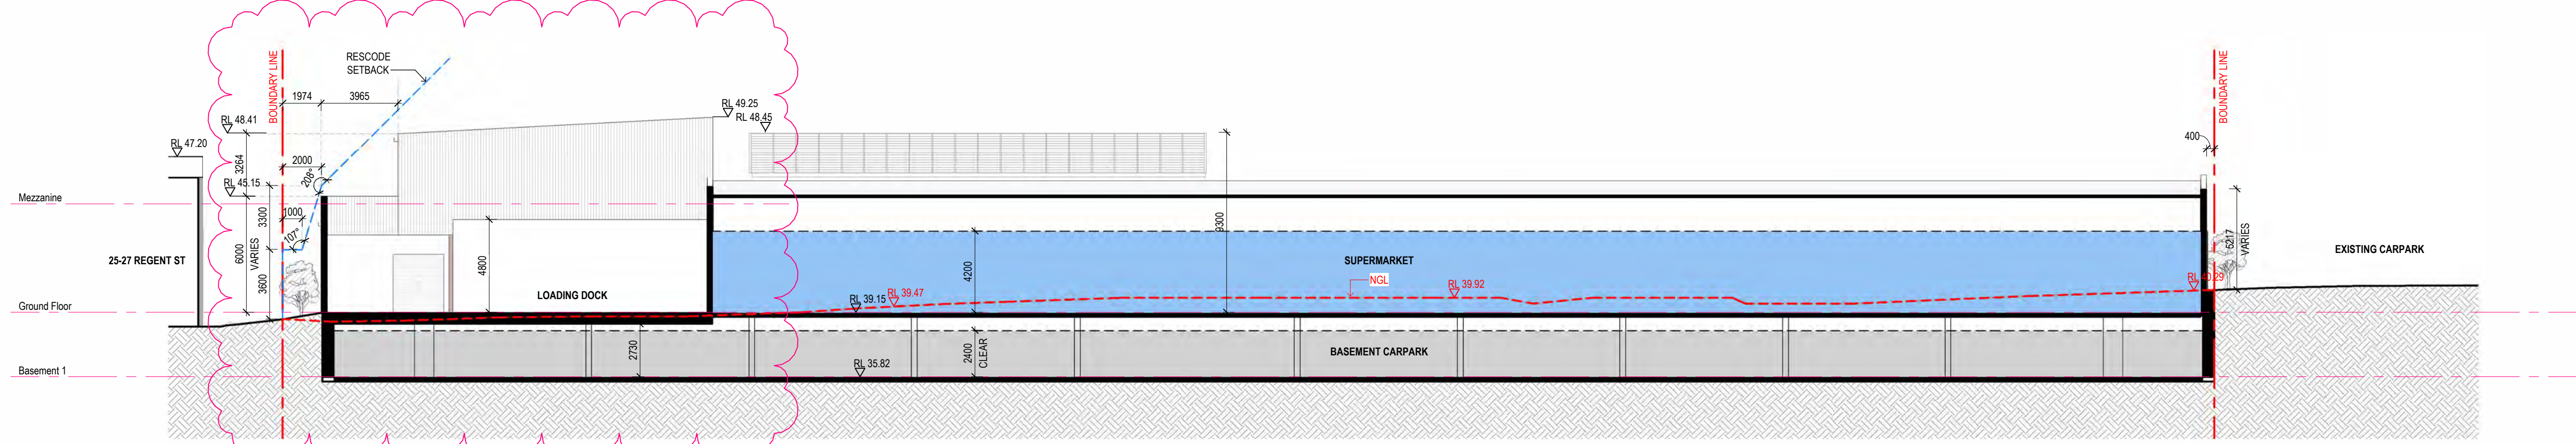 RESCODE
SETBACK
BOUNDARY LINE
BOUNDARY LINE
1974
3965
RL 49.25
RL 48.45
RL 48.41
400
RL 47.20
3264
2000
208°
RL 45.15
Mezzanine
1000
3300
107°
6000
VARIES
3600
9300
5217
VARIES
25-27 REGENT ST
SUPERMARKET
EXISTING CARPARK
4800
4200
NGL
RL 40.29
RL 39.92
LOADING DOCK
RL 39.47
RL 39.15
Ground Floor
2730
2400
CLEAR
BASEMENT CARPARK
RL 35.82
Basement 1